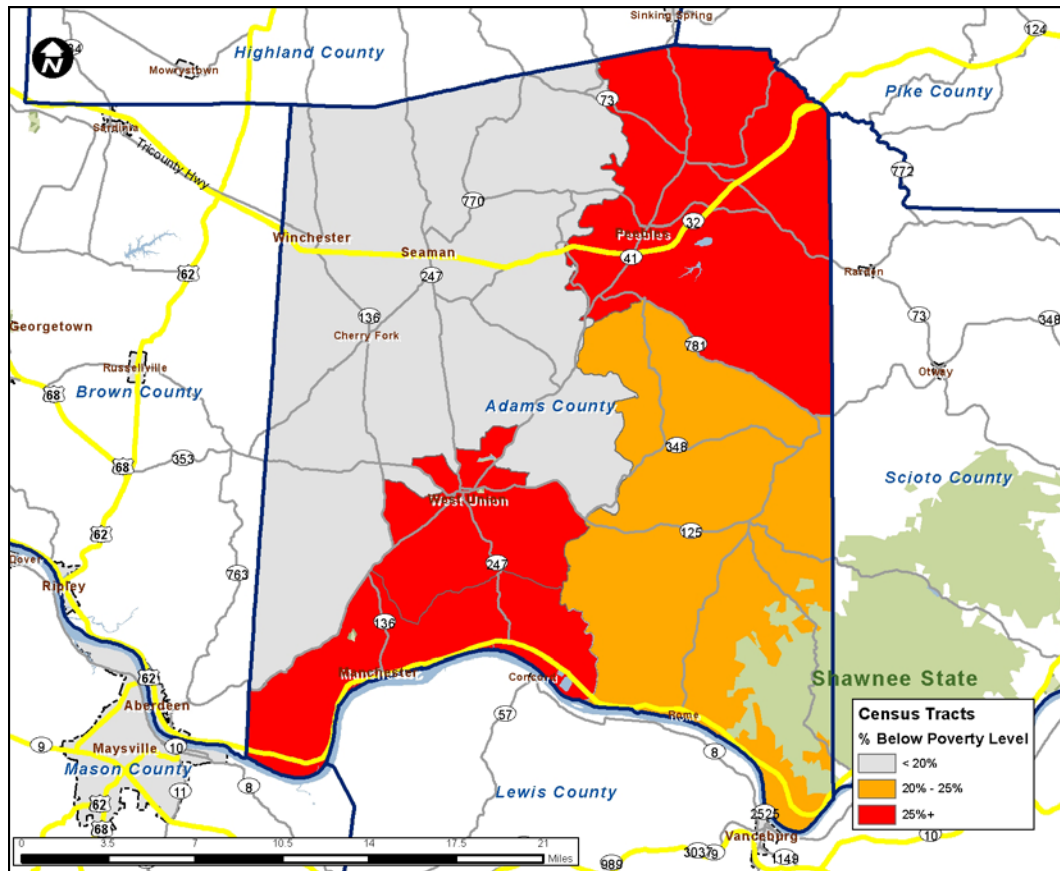 Sinking Spring
124
Highland County
N
Mowrystown
Pike County
73
Sardinia
Tricounty Hwy
772
770
32
Winchester
Peebles
Seaman
41
62
247
Rarden
136
73
348
Georgetown
Cherry Fork
781
Russellville
Otway
Brown County
68
Adams County
348
353
68
Scioto County
West Union
125
62
Dover
247
763
Ripley
136
Manchester
Shawnee State
62
Concord
Aberdeen
Rome
57
9
Maysville
10
8
Mason County
8
11
Lewis County
62
2525
68
Vanceburg
10
989
3037
9
1149
Census Tracts
% Below Poverty Level
< 20%
20% - 25%
25%+
0 3.5 7 10.5 14 17.5 21
Miles